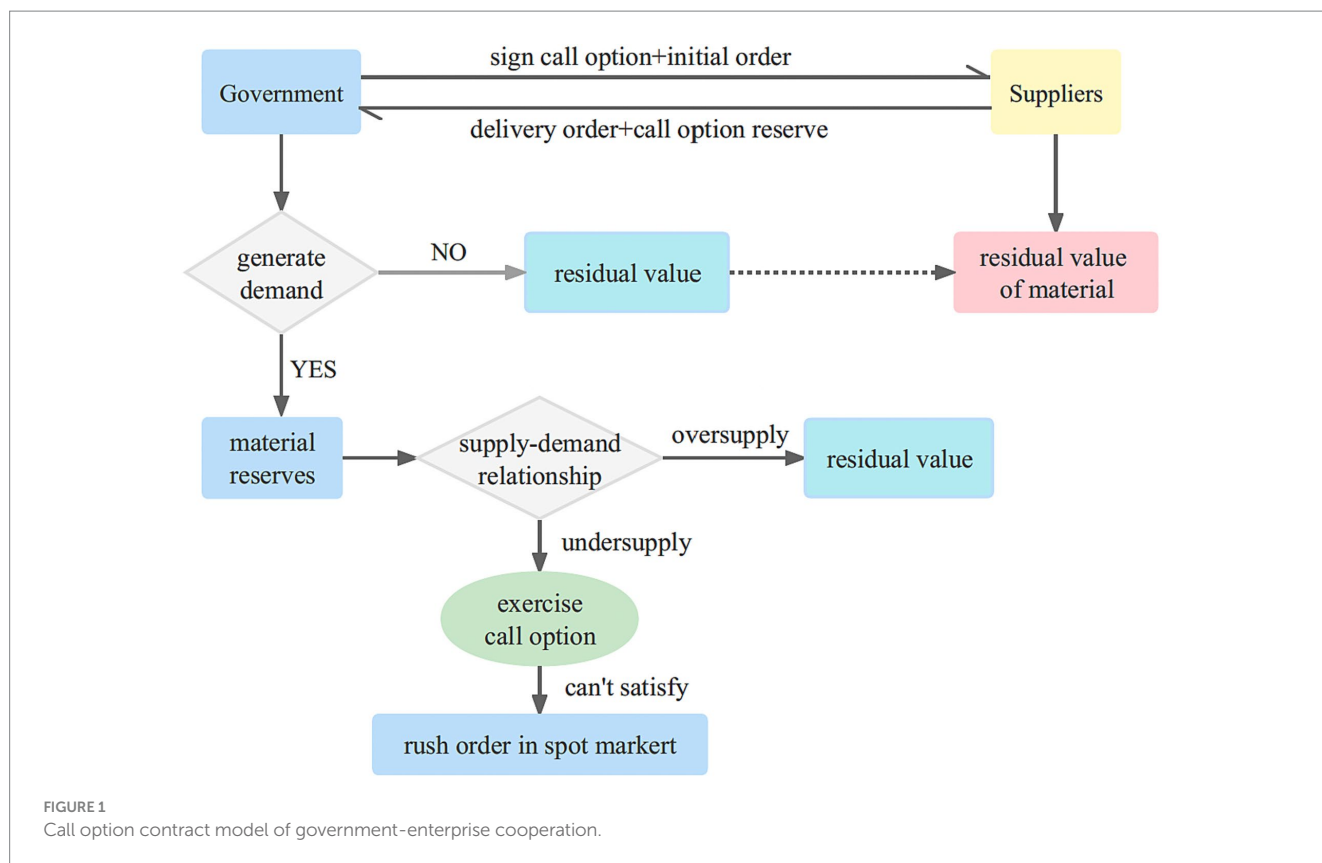 sign call option+initial order
Government
Suppliers
delivery order+call option reserve
generate
demand
NO
residual value
residual value
of material
YES
material
reserves
supply-demand
relationship
oversupply
residual value
undersupply
exercise
call option
can't satisfy
rush order in spot markert
FIGURE 1
Call option contract model of government-enterprise cooperation.